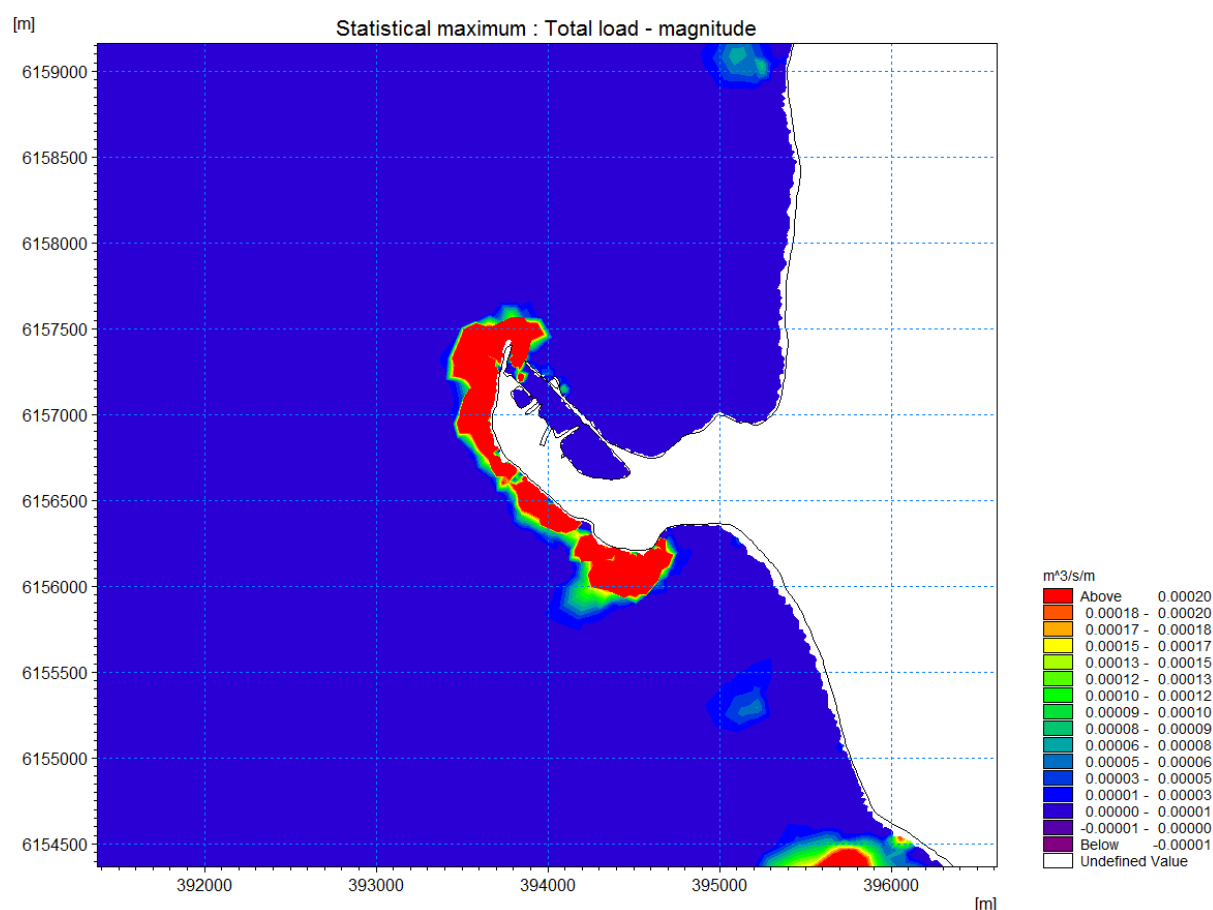 [m]
Statistical maximum : Total load - magnitude
6159000
6158500
6158000
6157500
6157000
6156500
6156000
6155500
6155000
6154500
392000
393000
394000
395000
396000
[m]
m^3/s/m
Above 0.00020
0.00018 - 0.00020
0.00017 - 0.00018
0.00015 - 0.00017
0.00013 - 0.00015
0.00012 - 0.00013
0.00010 - 0.00012
0.00009 - 0.00010
0.00008 - 0.00009
0.00006 - 0.00008
0.00005 - 0.00006
0.00003 - 0.00005
0.00001 - 0.00003
0.00000 - 0.00001
-0.00001 - 0.00000
Below -0.00001
Undefined Value